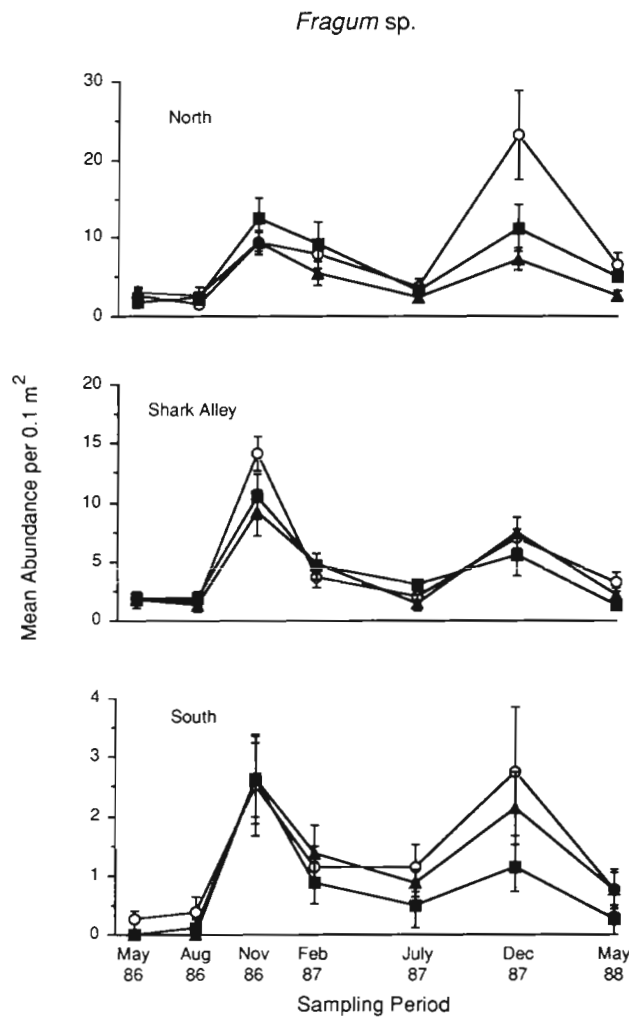 Fragum sp.
30
20
10
0
North
20
15
10
5
0
Shark Alley
4
3
2
1
0
South
Mean Abundance per 0.1 m²
May Aug Nov Feb July Dec May
86 86 86 87 87 87 88
Sampling Period